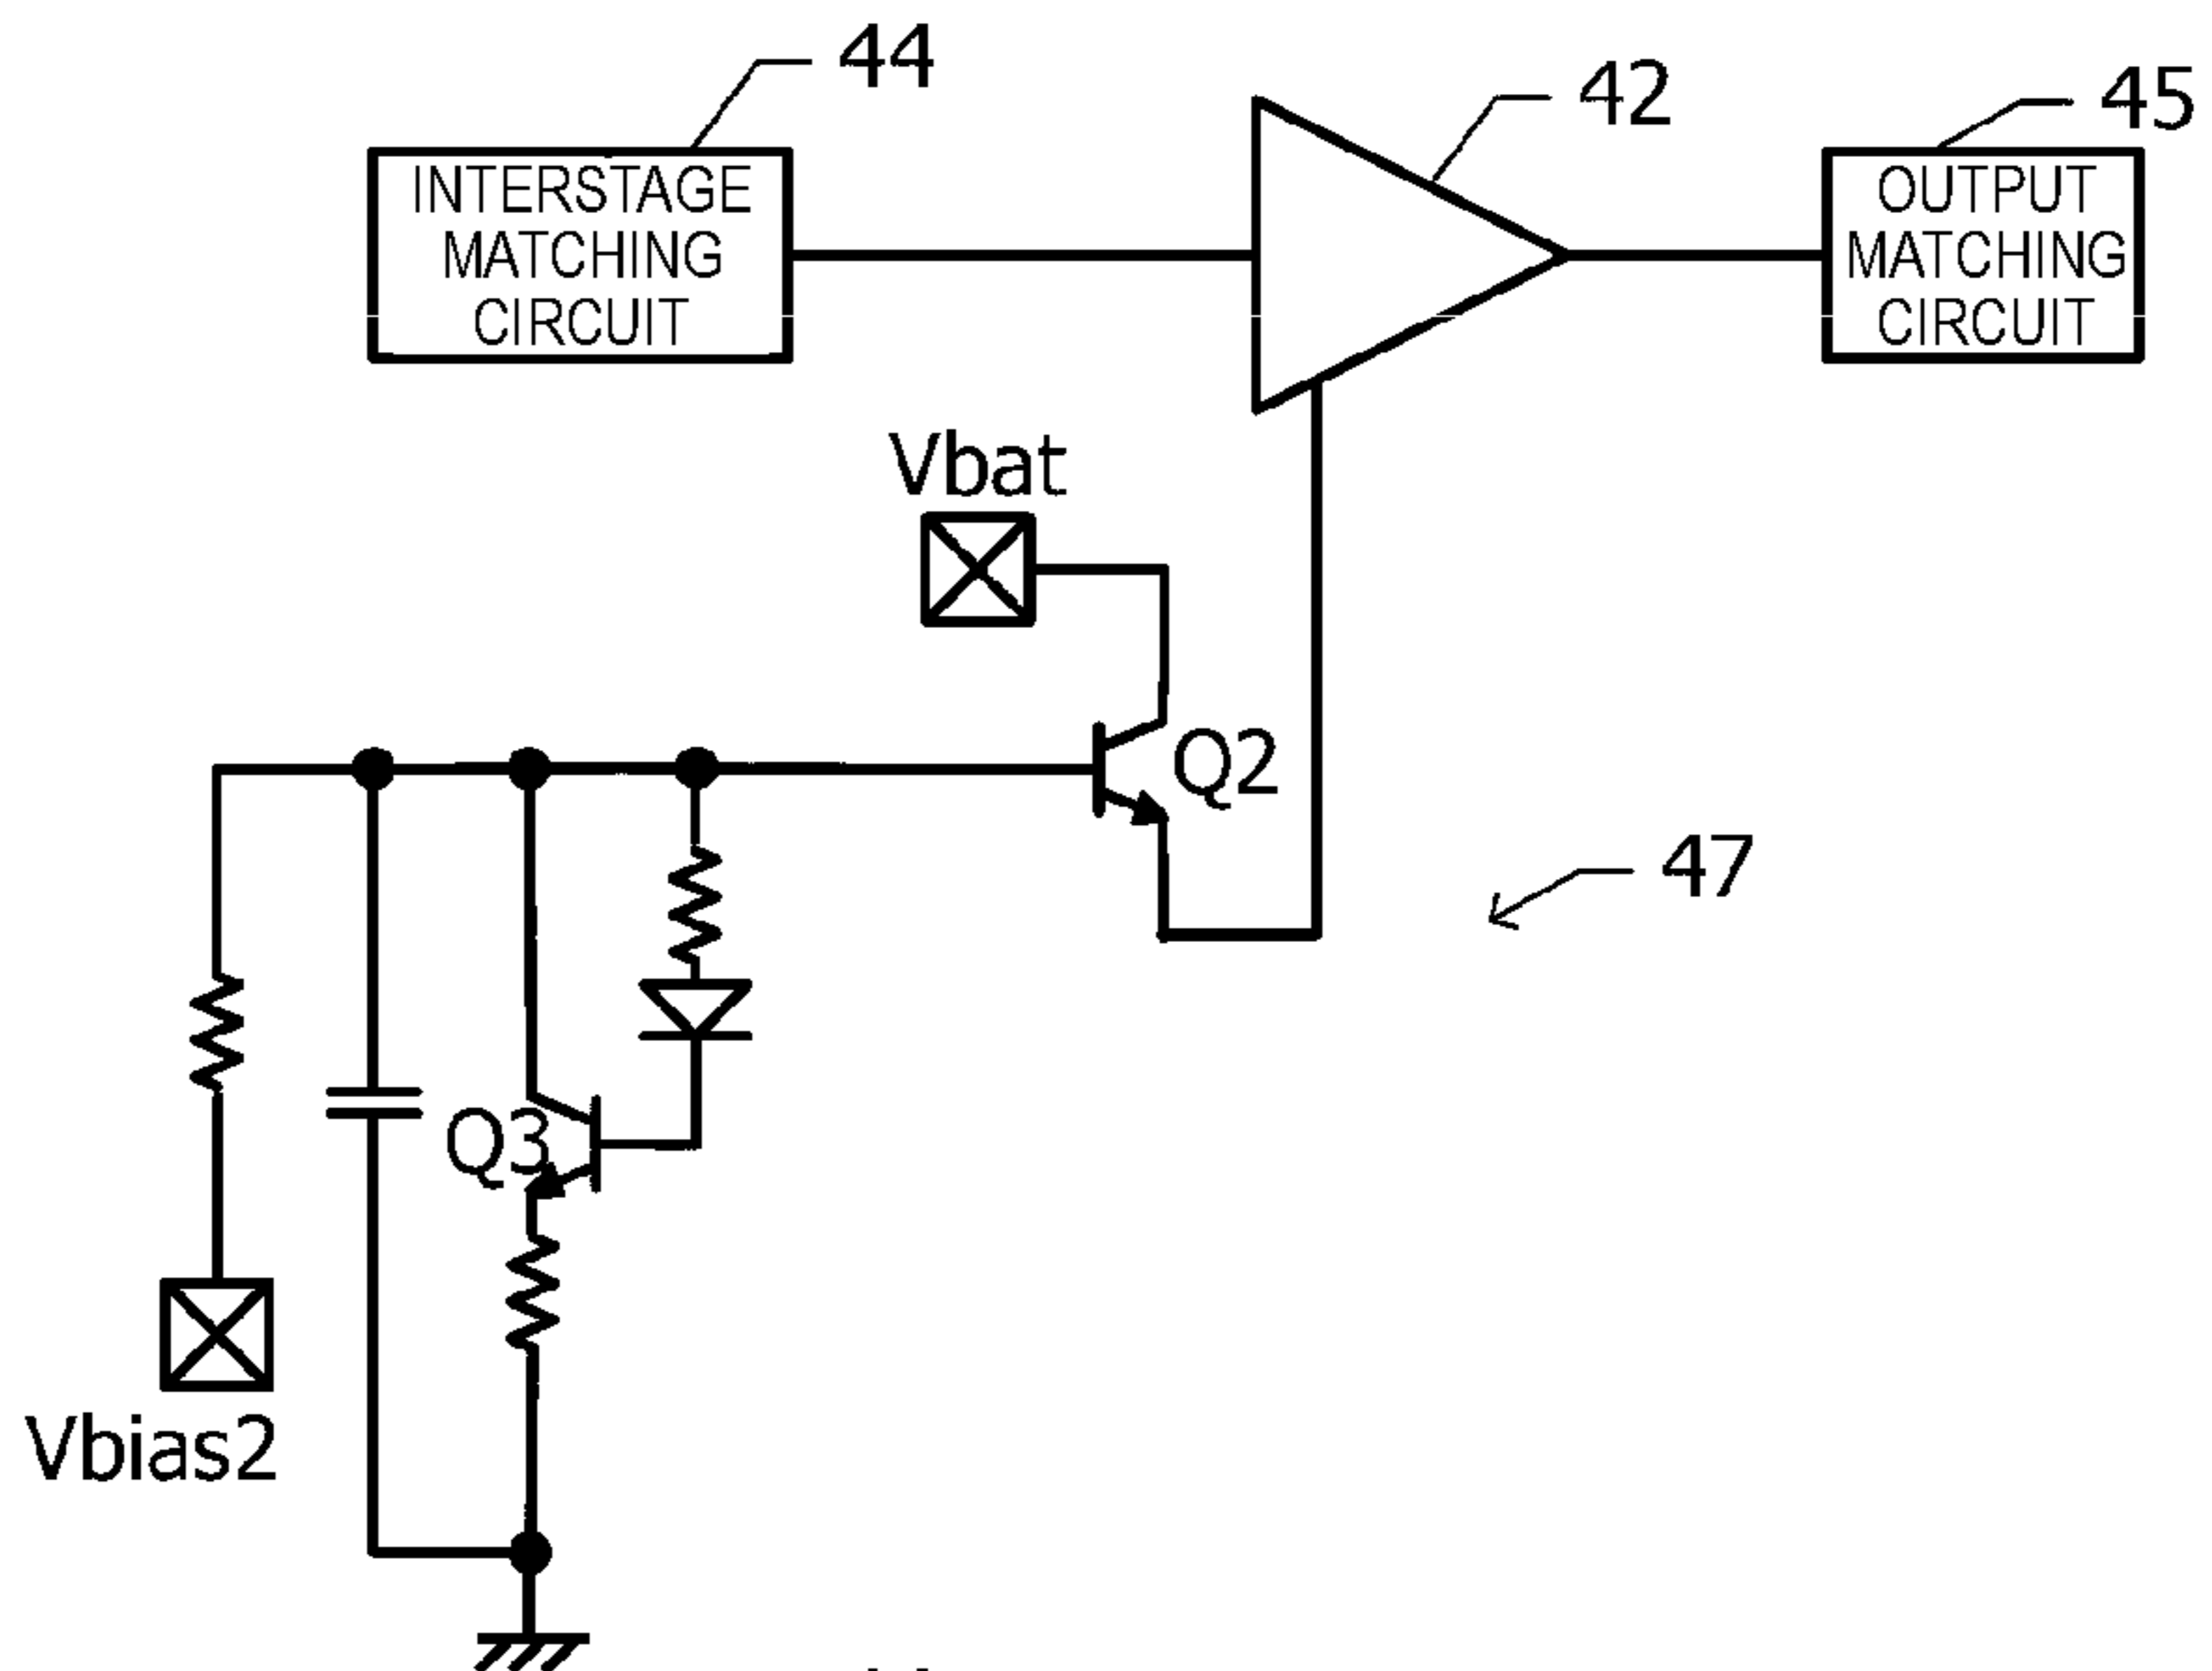 44
42
45
INTERSTAGE
MATCHING
CIRCUIT
OUTPUT
MATCHING
CIRCUIT
Vbat
Q2
47
Q3
Vbias2